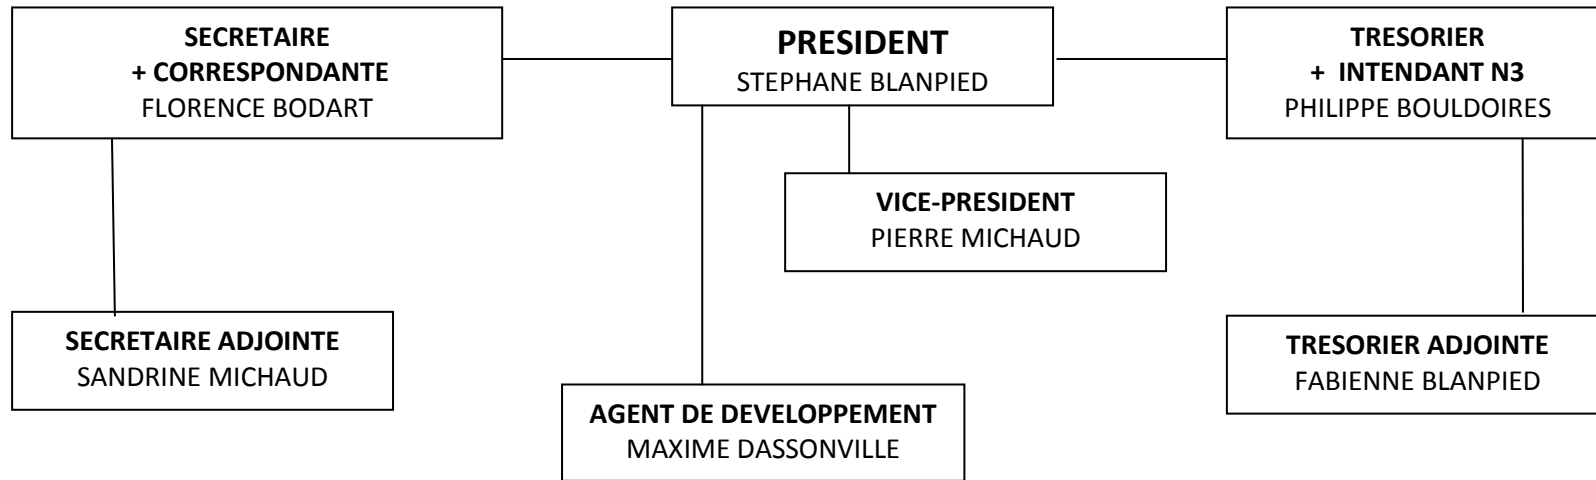 SECRETAIRE
+ CORRESPONDANTE
FLORENCE BODART
PRESIDENT
STEPHANE BLANPIED
TRESORIER
+ INTENDANT N3
PHILIPPE BOULDOIRES
VICE-PRESIDENT
PIERRE MICHAUD
SECRETAIRE ADJOINTE
SANDRINE MICHAUD
TRESORIER ADJOINTE
FABIENNE BLANPIED
AGENT DE DEVELOPPEMENT
MAXIME DASSONVILLE